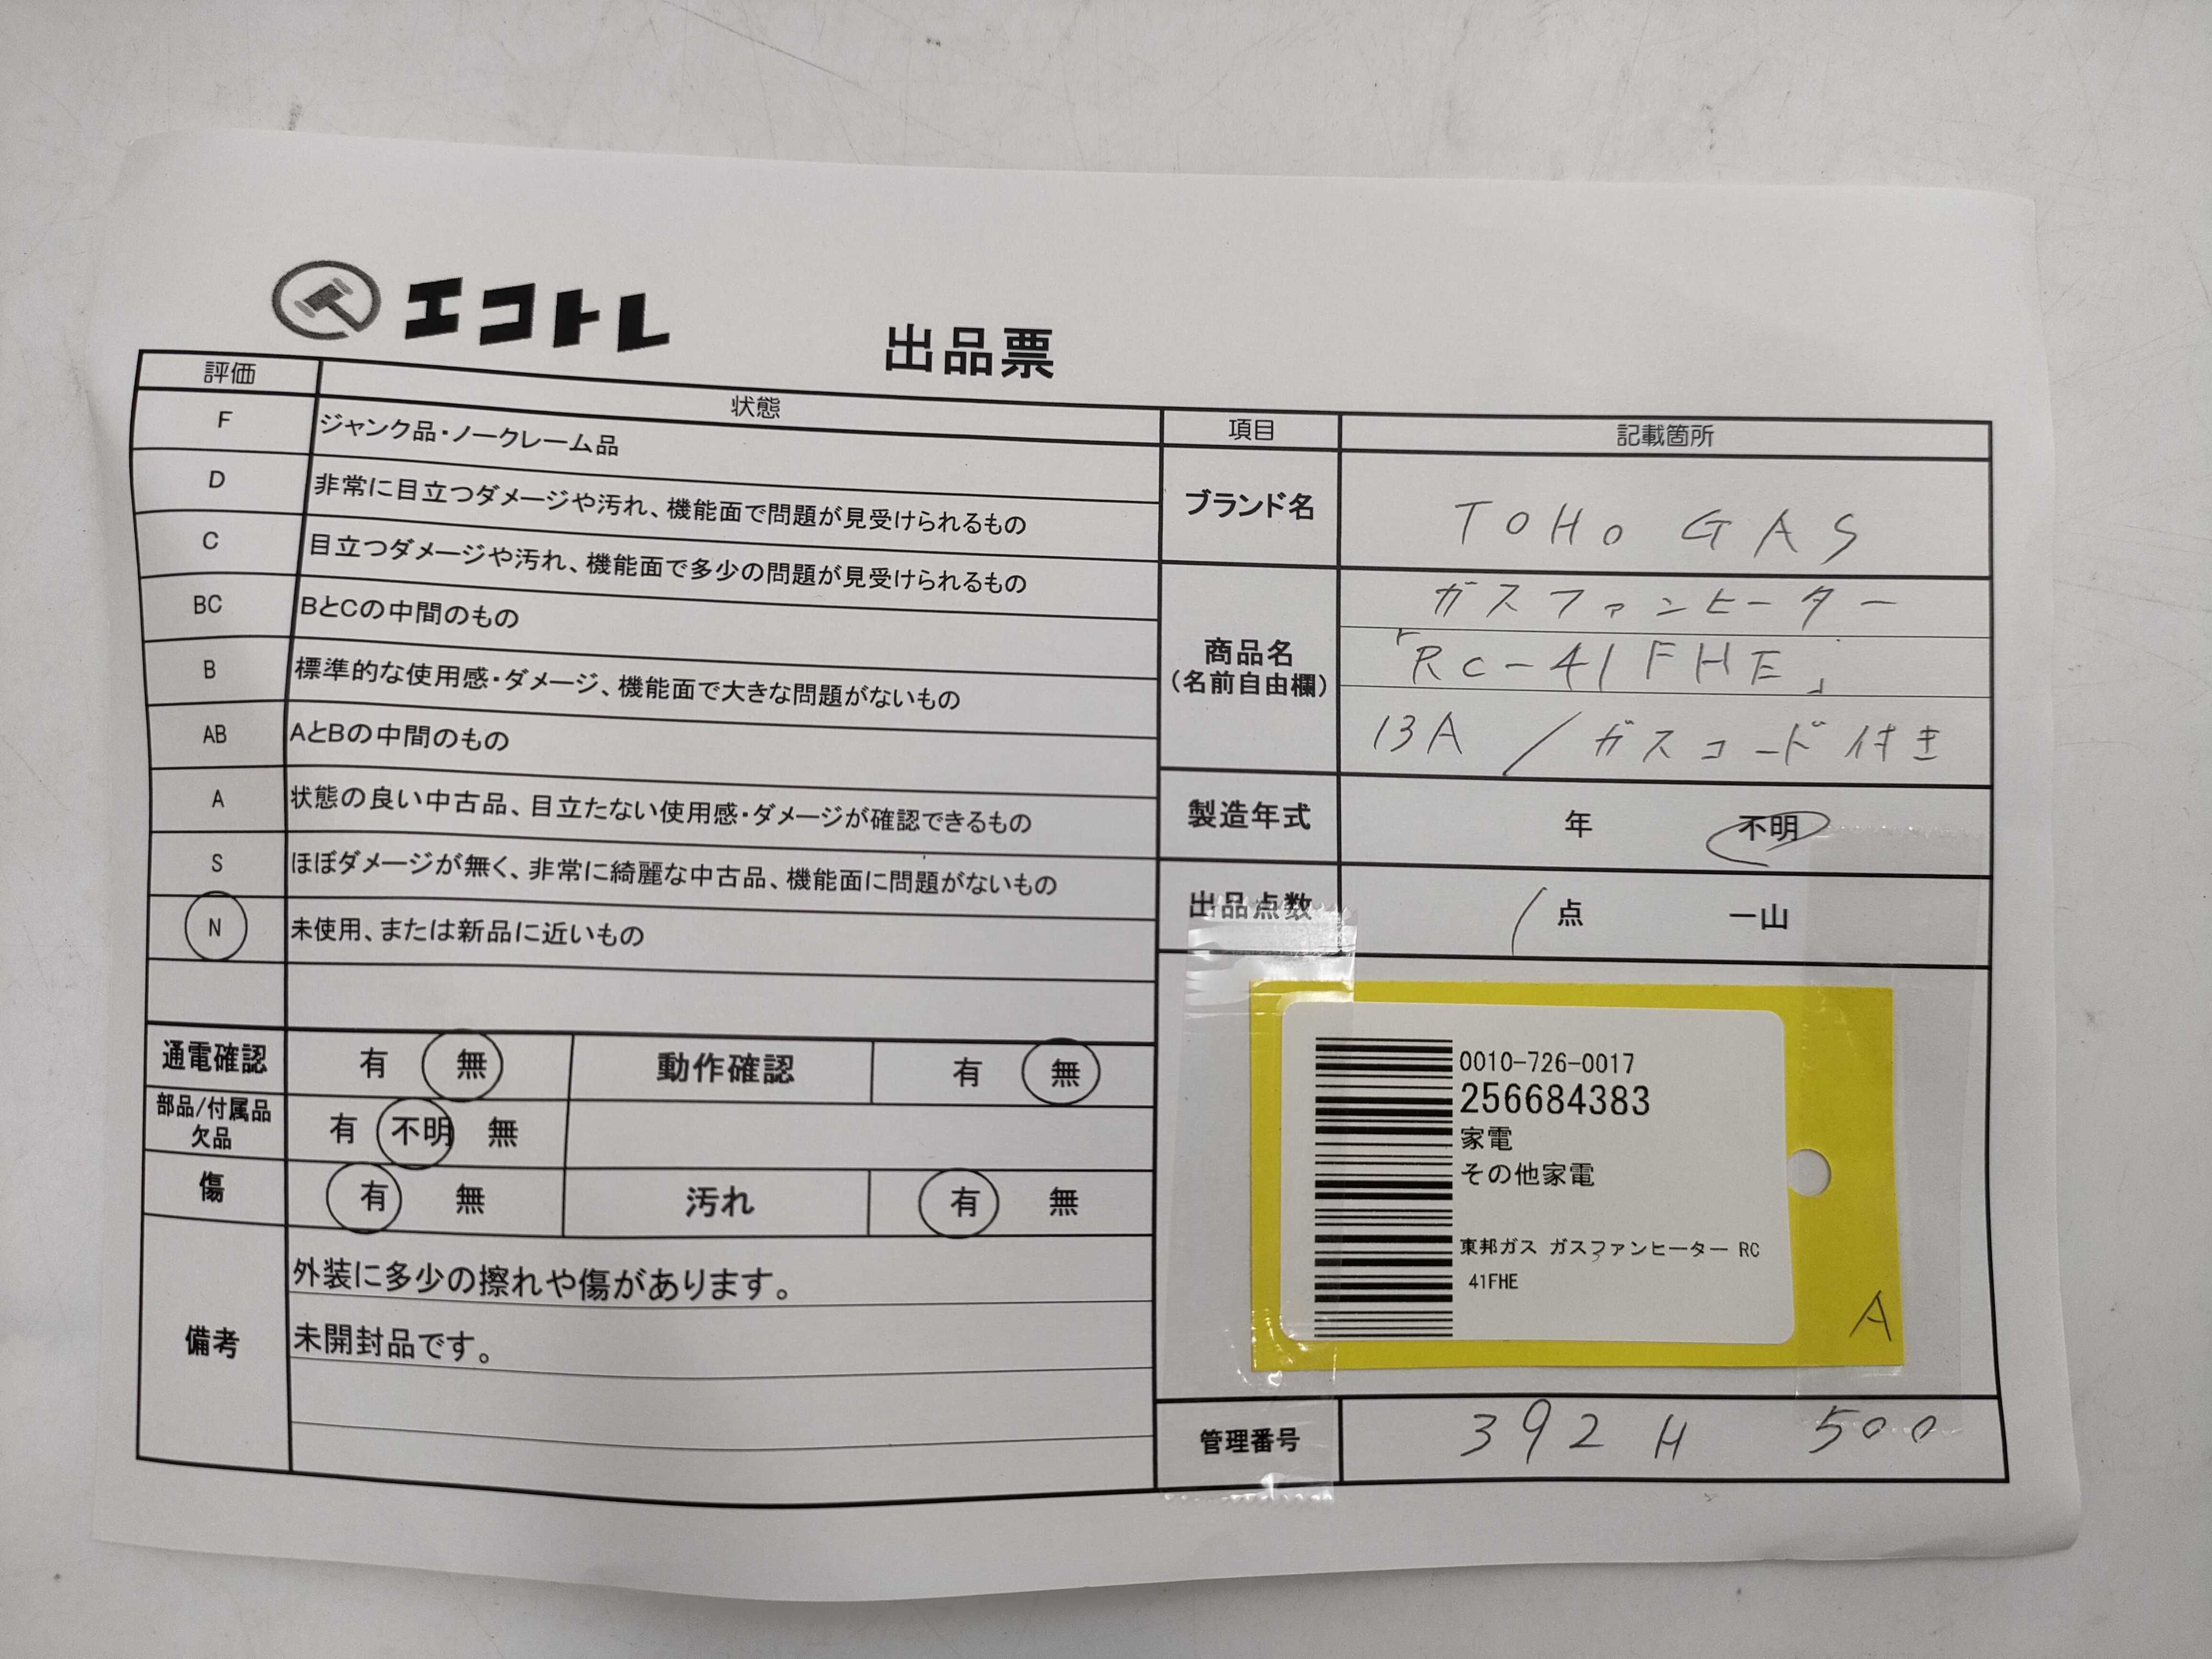 エコトレ
出品票
評価 状態
F ジャンク品・ノークレーム品
D 非常に目立つダメージや汚れ、機能面で問題が見受けられるもの
C 目立つダメージや汚れ、機能面で多少の問題が見受けられるもの
BC BとCの中間のもの
B 標準的な使用感・ダメージ、機能面で大きな問題がないもの
AB AとBの中間のもの
A 状態の良い中古品、目立たない使用感・ダメージが確認できるもの
S ほぼダメージが無く、非常に綺麗な中古品、機能面に問題がないもの
N 未使用、または新品に近いもの
通電確認 有 無 動作確認 有 無
部品/付属品
欠品 有 不明 無
傷 有 無 汚れ 有 無
備考
外装に多少の擦れや傷があります。
未開封品です。
項目 記載箇所
ブランド名 TOHO GAS
商品名
(名前自由欄)
ガスファンヒーター
「RC-41FHE」
13A / ガスコード付き
製造年式 年 不明
出品点数 1 点 一山
0010-726-0017
256684383
家電
その他家電
東邦ガス ガスファンヒーター RC
41FHE
A
管理番号 392 H 500